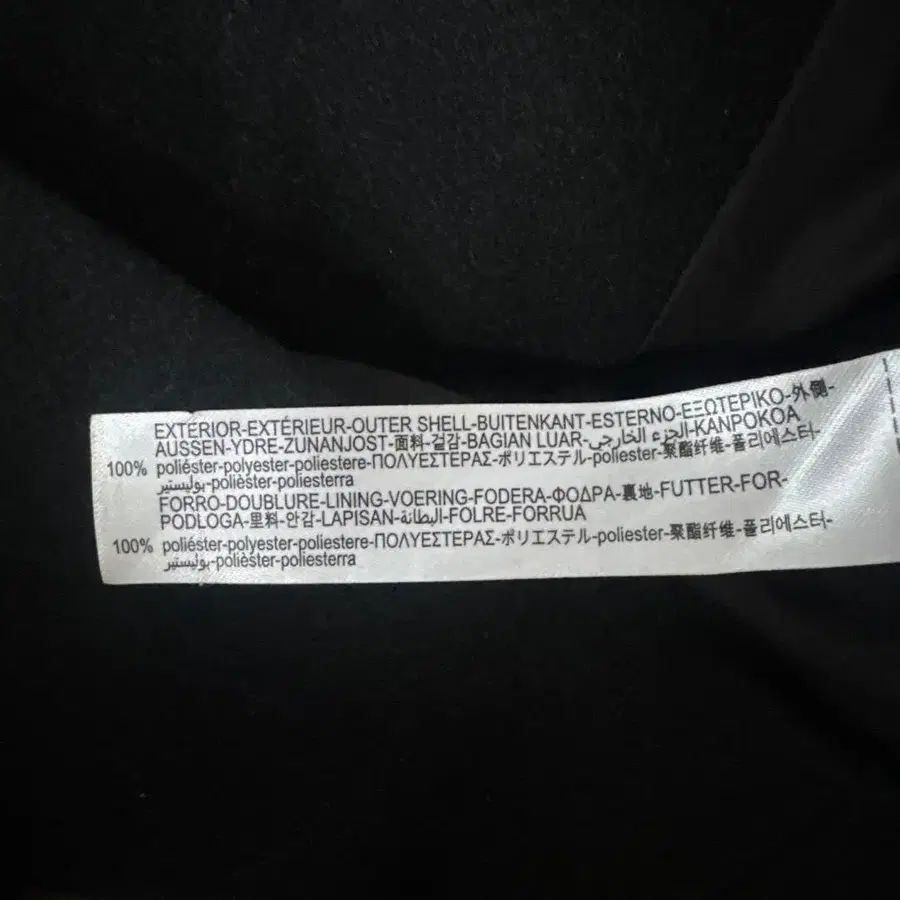 EXTERIOR-EXTÉRIEUR-OUTER SHELL-BUITENKANT-ESTERNO-ΕΞΩΤΕΡΙΚΟ-外側-
AUSSEN-YDRE-ZUNANJOST-面料-겉감-BAGIAN LUAR-الجزء الخارجي-KANPOKOA
100% poliéster-polyester-poliestere-ΠΟΛΥΕΣΤΕΡΑΣ-ポリエステル-poliester-聚酯纤维-폴리에스터-
بوليستير-polièster-poliesterra
FORRO-DOUBLURE-LINING-VOERING-FODERA-ΦΟΔΡΑ-裏地-FUTTER-FOR-
PODLOGA-里料-안감-LAPISAN-البطانة-FOLRE-FORRUA
100% poliéster-polyester-poliestere-ΠΟΛΥΕΣΤΕΡΑΣ-ポリエステル-poliester-聚酯纤维-폴리에스터-
بوليستير-polièster-poliesterra